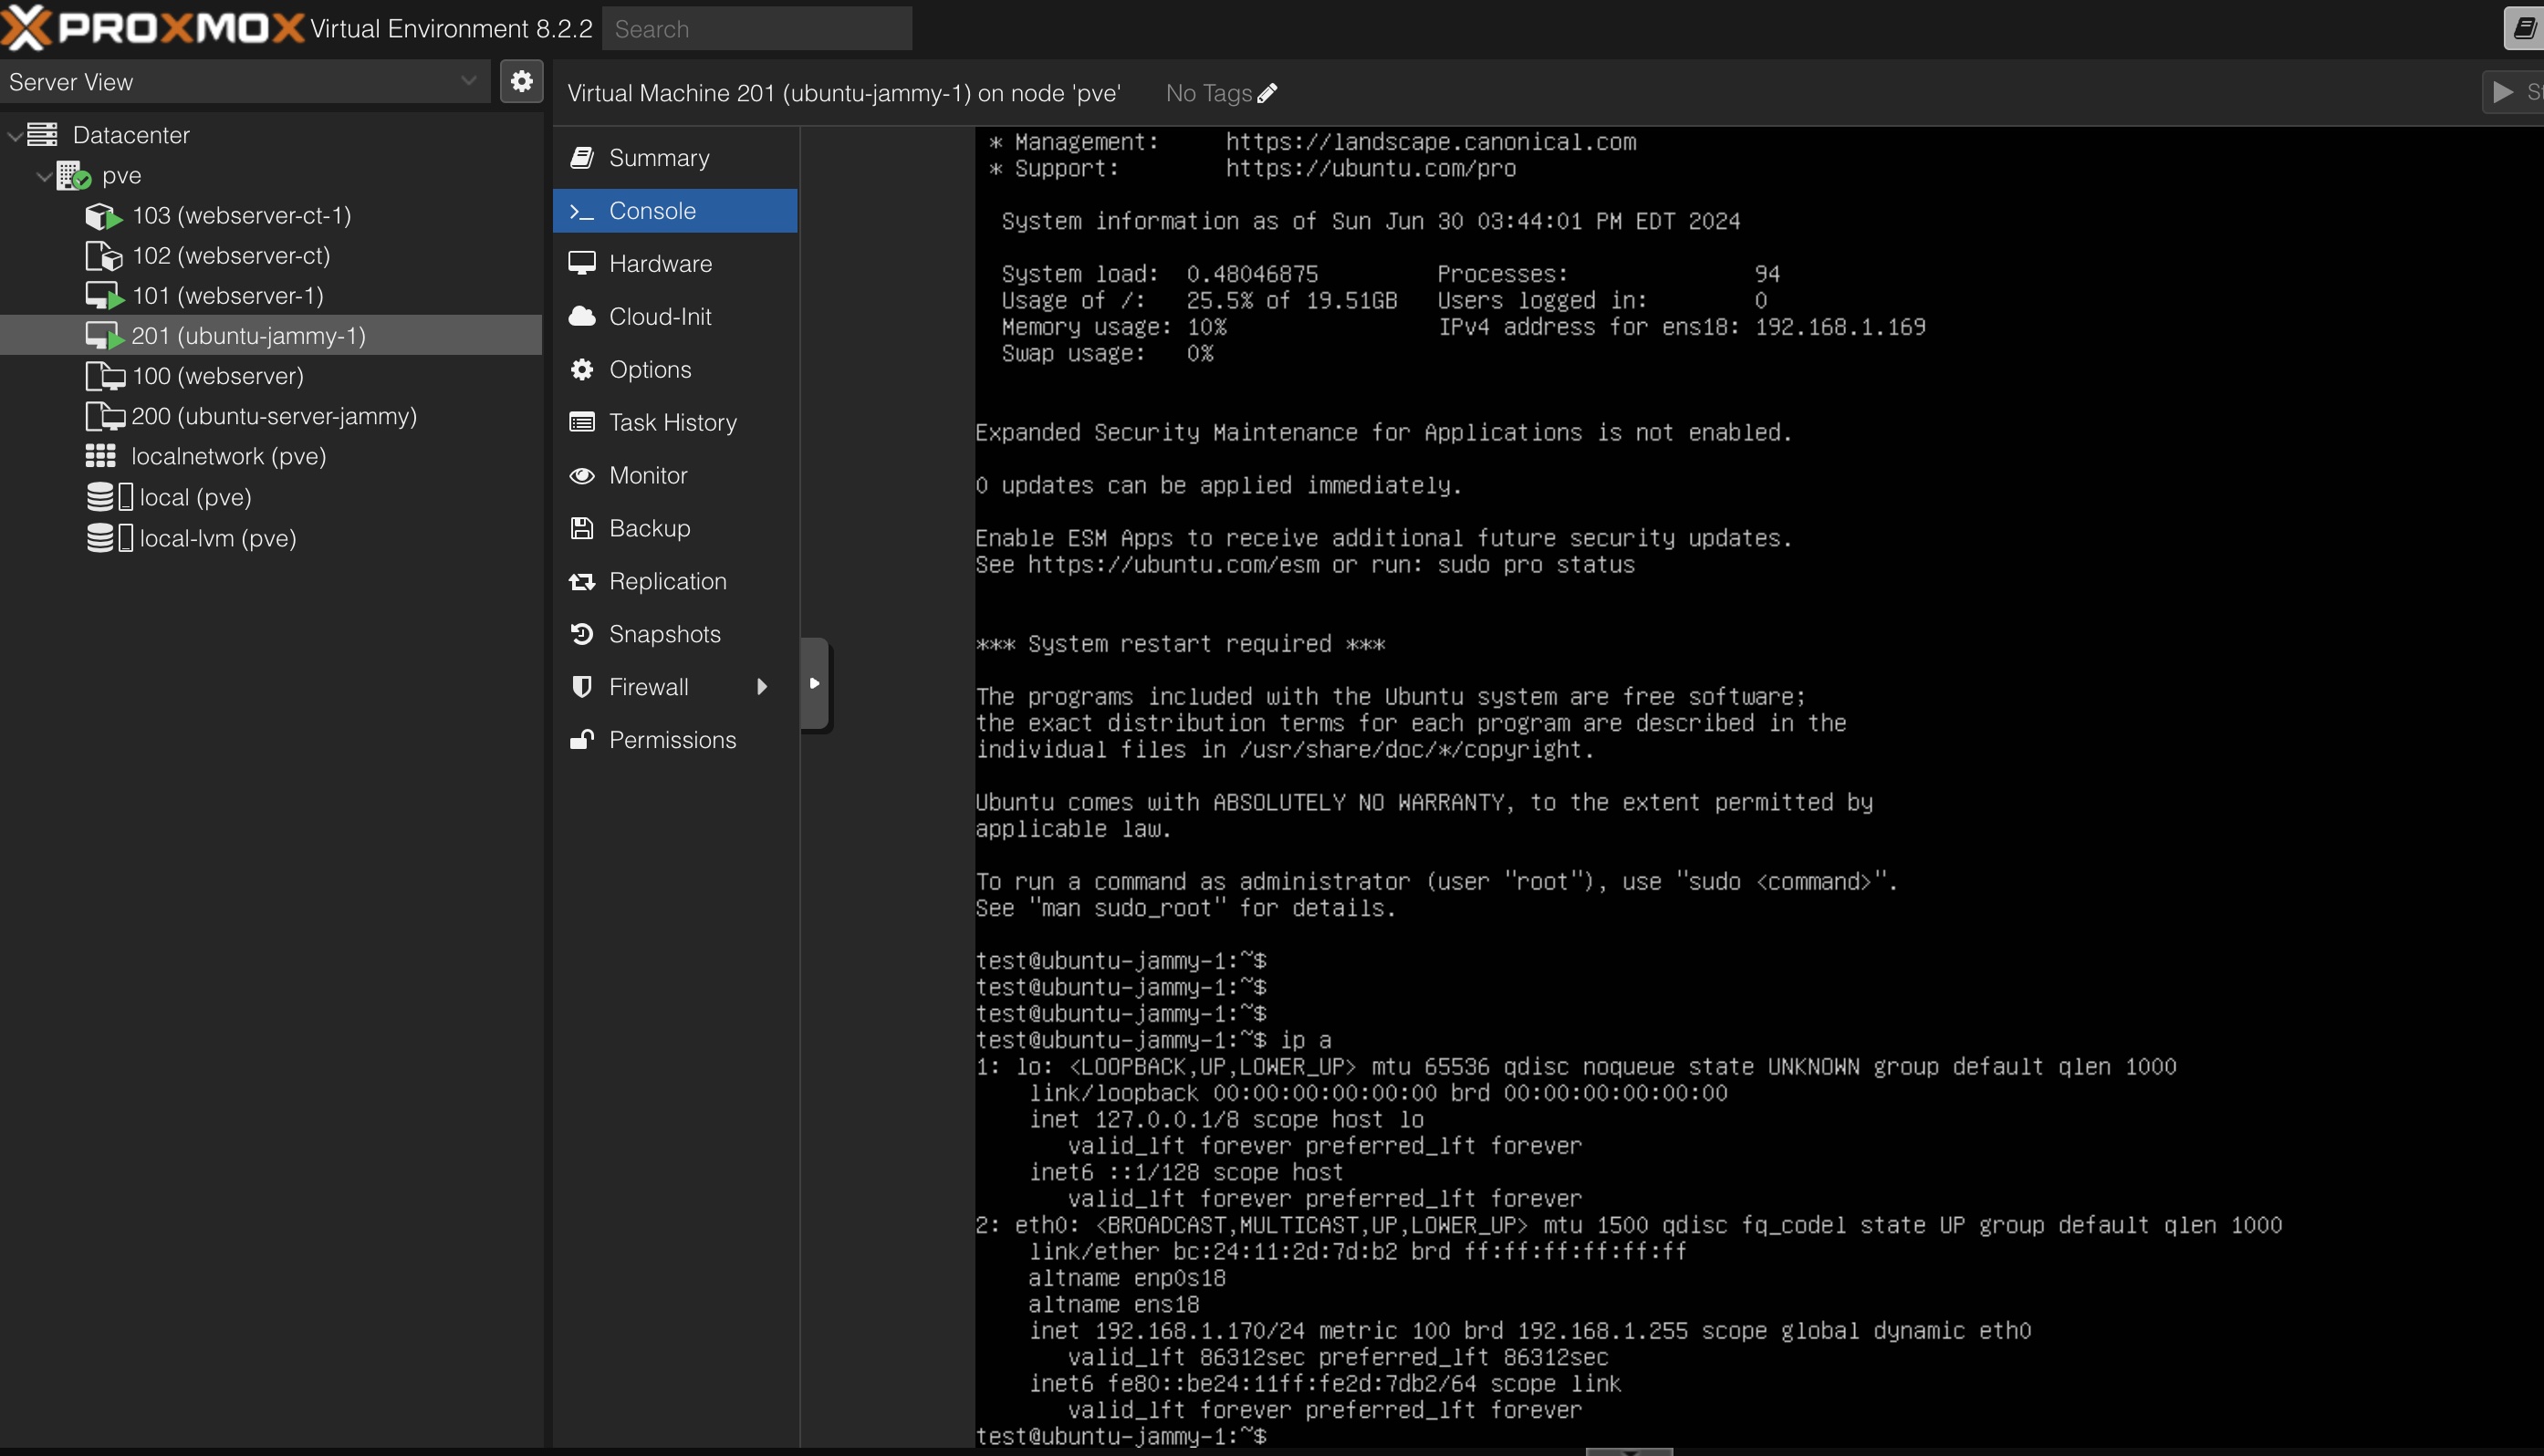 PROXMOX Virtual Environment 8.2.2 Search
Server View
Datacenter
pve
103 (webserver-ct-1)
102 (webserver-ct)
101 (webserver-1)
201 (ubuntu-jammy-1)
100 (webserver)
200 (ubuntu-server-jammy)
localnetwork (pve)
local (pve)
local-lvm (pve)
Virtual Machine 201 (ubuntu-jammy-1) on node 'pve' No Tags
Summary
Console
Hardware
Cloud-Init
Options
Task History
Monitor
Backup
Replication
Snapshots
Firewall
Permissions
* Management: https://landscape.canonical.com
* Support: https://ubuntu.com/pro
System information as of Sun Jun 30 03:44:01 PM EDT 2024
System load: 0.48046875 Processes: 94
Usage of /: 25.5% of 19.51GB Users logged in: 0
Memory usage: 10% IPv4 address for ens18: 192.168.1.169
Swap usage: 0%
Expanded Security Maintenance for Applications is not enabled.
0 updates can be applied immediately.
Enable ESM Apps to receive additional future security updates.
See https://ubuntu.com/esm or run: sudo pro status
*** System restart required ***
The programs included with the Ubuntu system are free software;
the exact distribution terms for each program are described in the
individual files in /usr/share/doc/*/copyright.
Ubuntu comes with ABSOLUTELY NO WARRANTY, to the extent permitted by
applicable law.
To run a command as administrator (user "root"), use "sudo <command>".
See "man sudo_root" for details.
test@ubuntu-jammy-1:~$
test@ubuntu-jammy-1:~$
test@ubuntu-jammy-1:~$
test@ubuntu-jammy-1:~$ ip a
1: lo: <LOOPBACK,UP,LOWER_UP> mtu 65536 qdisc noqueue state UNKNOWN group default qlen 1000
link/loopback 00:00:00:00:00:00 brd 00:00:00:00:00:00
inet 127.0.0.1/8 scope host lo
valid_lft forever preferred_lft forever
inet6 ::1/128 scope host
valid_lft forever preferred_lft forever
2: eth0: <BROADCAST,MULTICAST,UP,LOWER_UP> mtu 1500 qdisc fq_codel state UP group default qlen 1000
link/ether bc:24:11:2d:7d:b2 brd ff:ff:ff:ff:ff:ff
altname enp0s18
altname ens18
inet 192.168.1.170/24 metric 100 brd 192.168.1.255 scope global dynamic eth0
valid_lft 86312sec preferred_lft 86312sec
inet6 fe80::be24:11ff:fe2d:7db2/64 scope link
valid_lft forever preferred_lft forever
test@ubuntu-jammy-1:~$